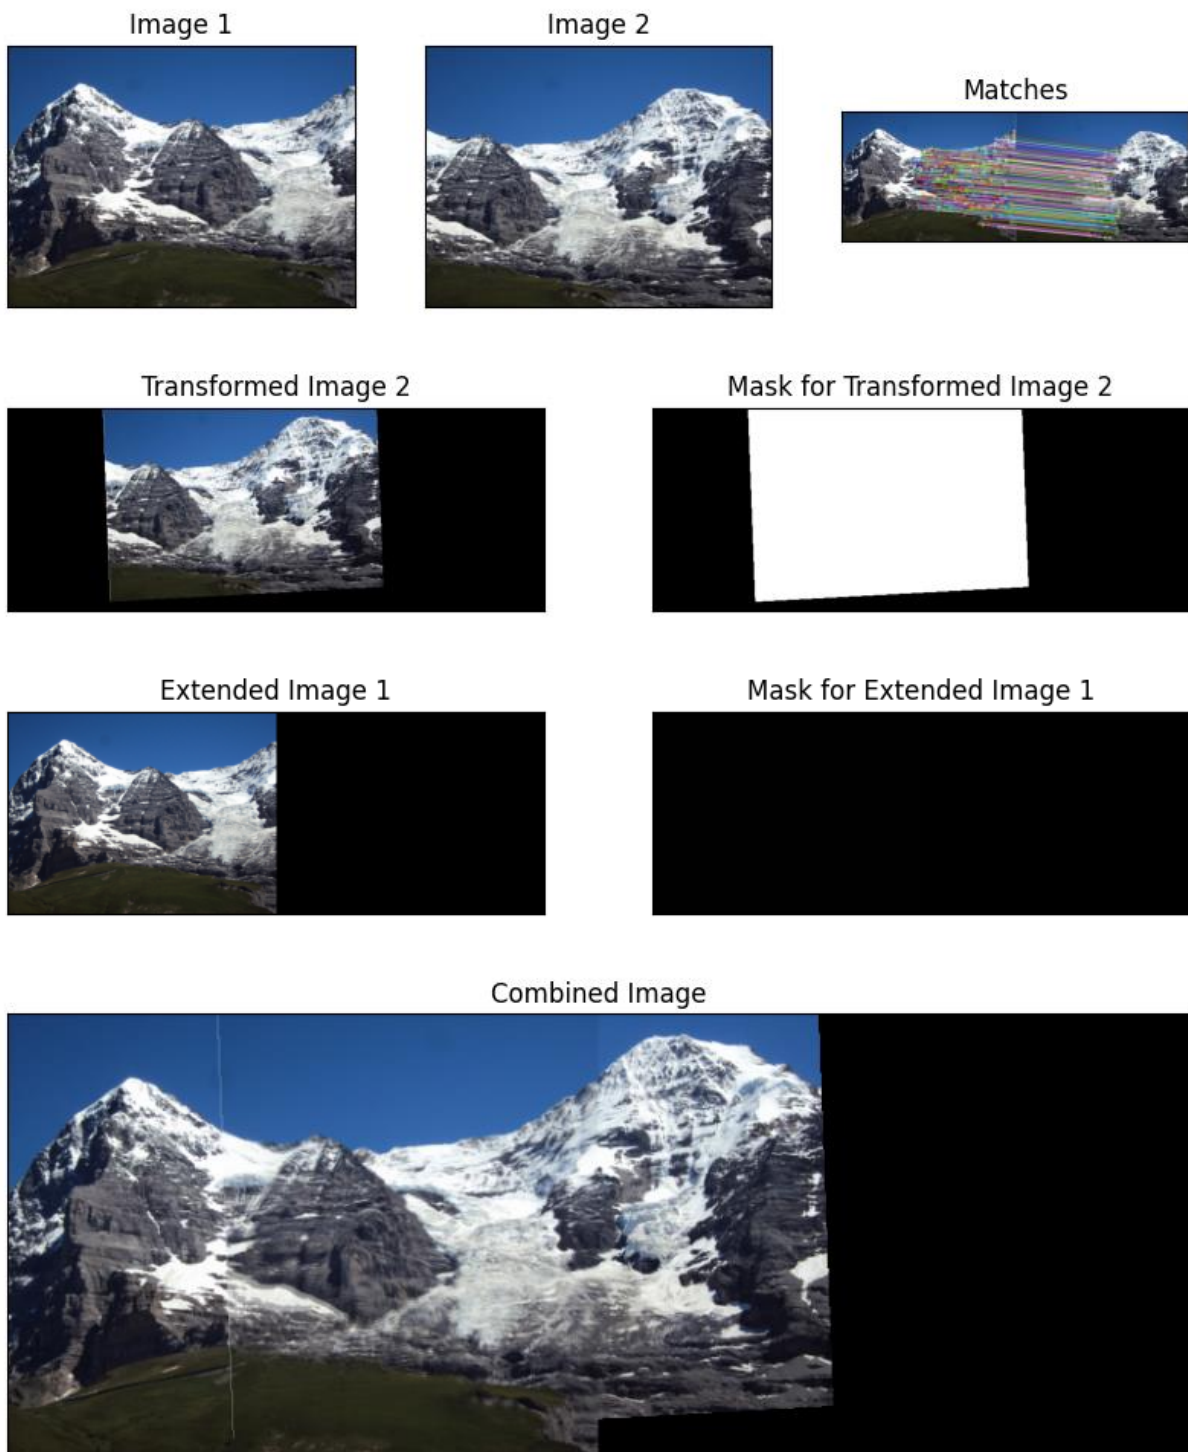 Image 1
Image 2
Matches
Transformed Image 2
Mask for Transformed Image 2
Extended Image 1
Mask for Extended Image 1
Combined Image